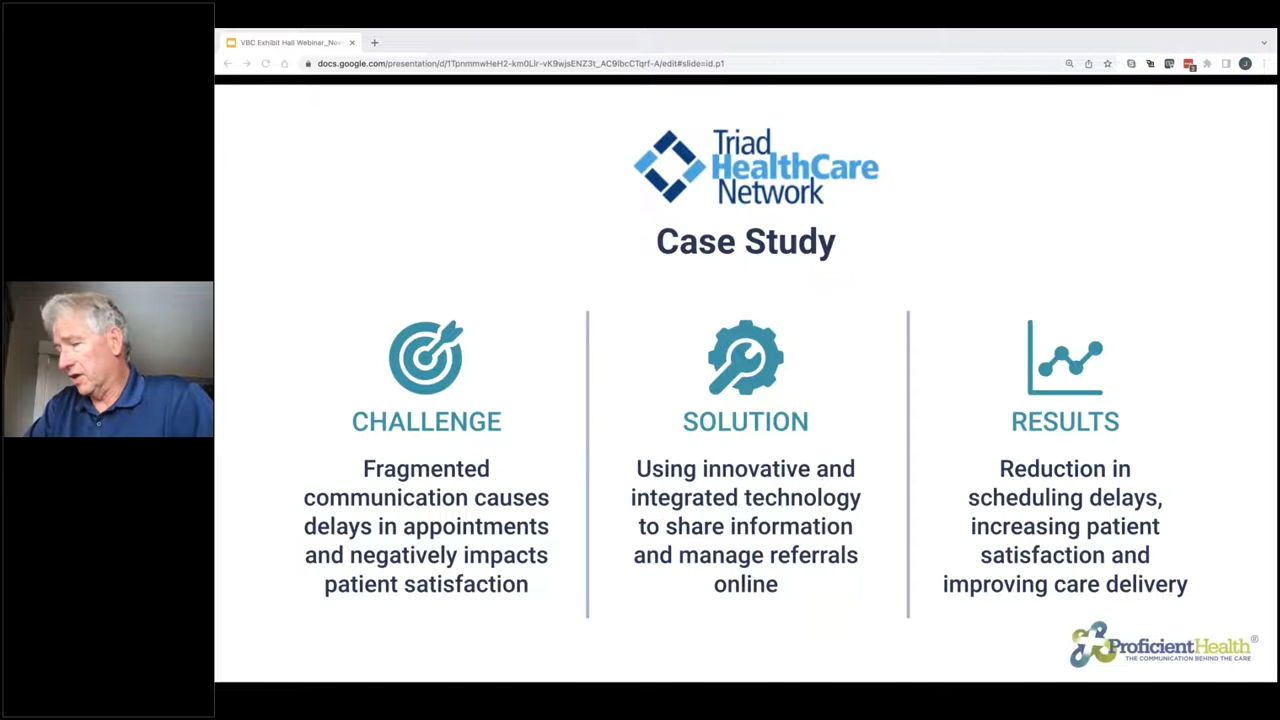 VBC Exhibit Hall Webinar_Nov
docs.google.com/presentation/d/1TpnmmwHeH2-km0Llr-vK9wjsENZ3t_AC9lbcCTqrf-A/edit#slide=id.p1
J
Triad
HealthCare
Network
Case Study
CHALLENGE
Fragmented
communication causes
delays in appointments
and negatively impacts
patient satisfaction
SOLUTION
Using innovative and
integrated technology
to share information
and manage referrals
online
RESULTS
Reduction in
scheduling delays,
increasing patient
satisfaction and
improving care delivery
ProficientHealth®
THE COMMUNICATION BEHIND THE CARE